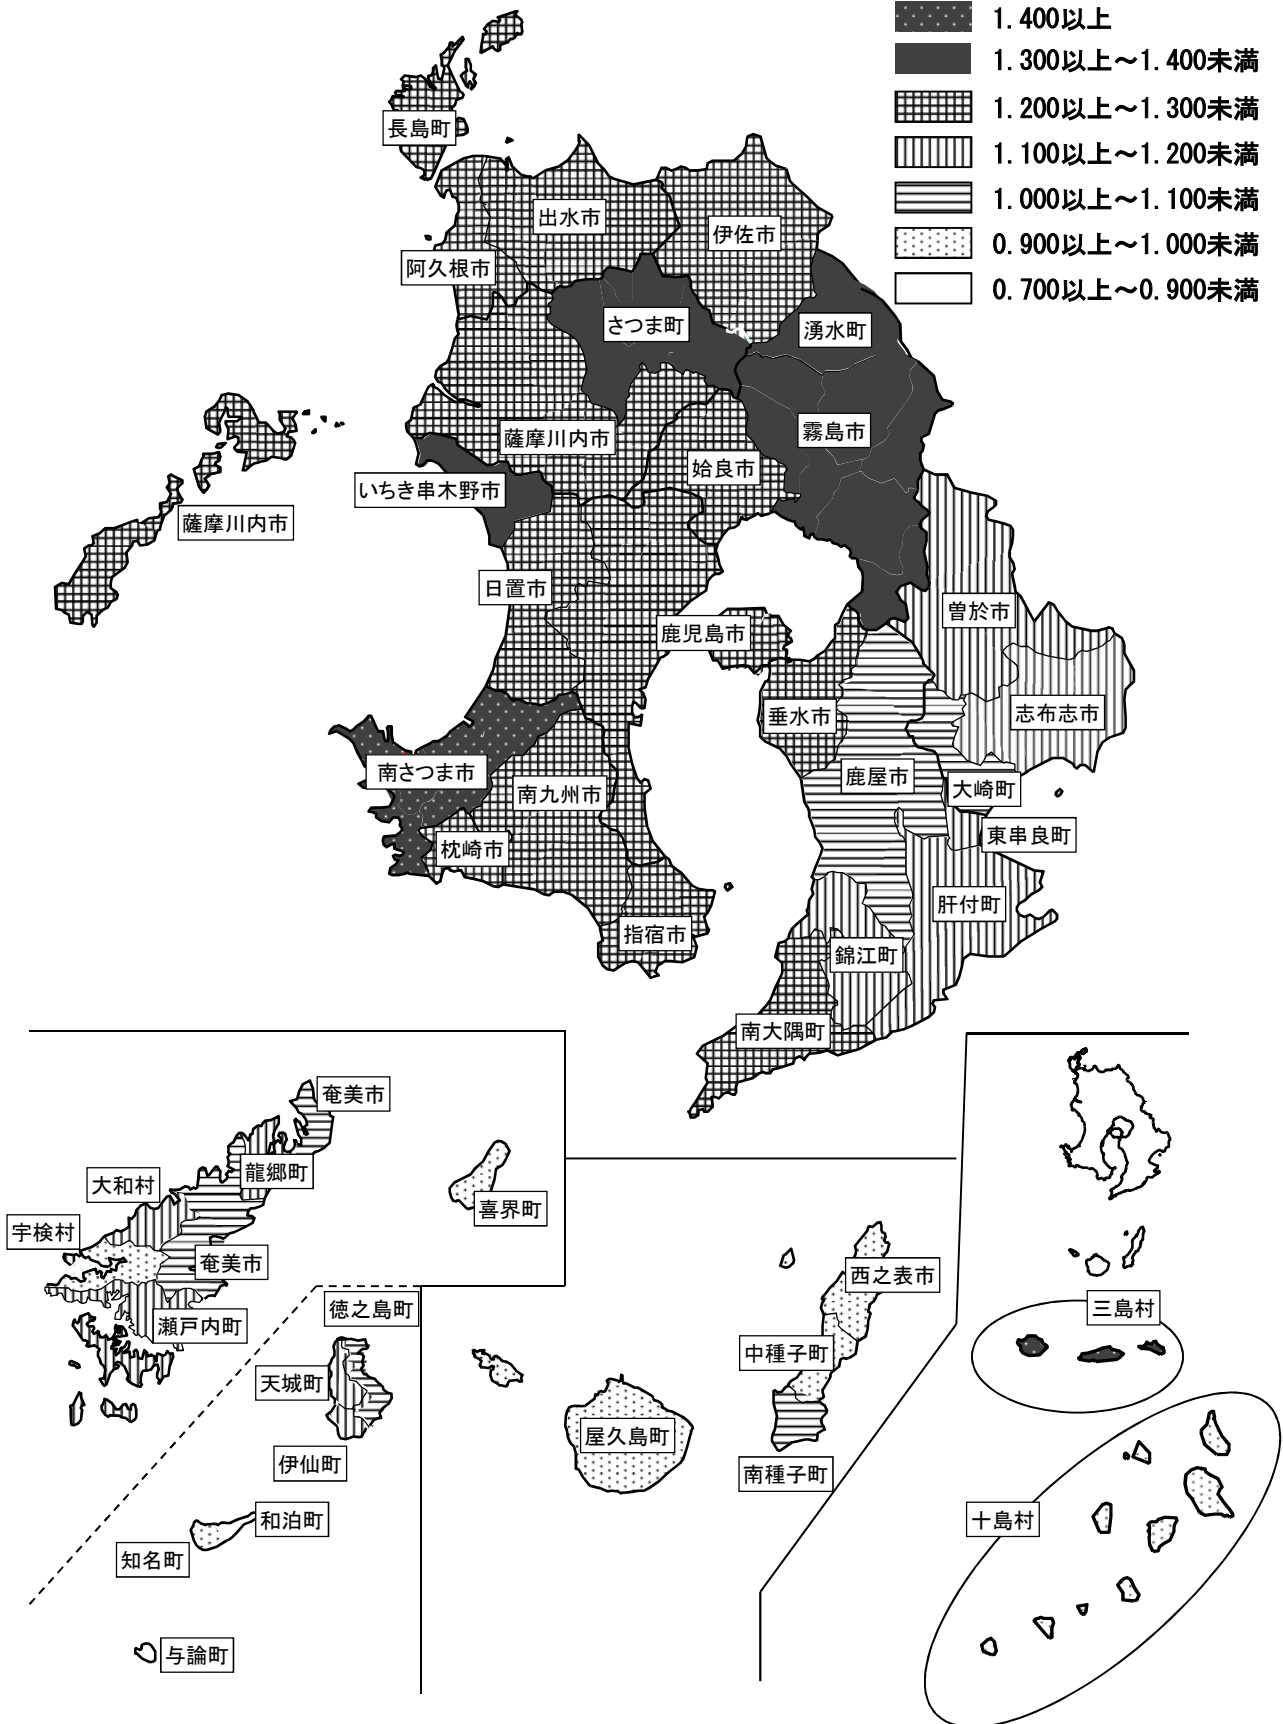 1.400以上
1.300以上～1.400未満
1.200以上～1.300未満
1.100以上～1.200未満
1.000以上～1.100未満
0.900以上～1.000未満
0.700以上～0.900未満
長島町
出水市
伊佐市
阿久根市
さつま町
湧水町
薩摩川内市
霧島市
姶良市
いちき串木野市
薩摩川内市
日置市
曽於市
鹿児島市
垂水市
志布志市
南さつま市
鹿屋市
大崎町
南九州市
東串良町
枕崎市
肝付町
指宿市
錦江町
南大隅町
奄美市
龍郷町
大和村
喜界町
宇検村
奄美市
西之表市
徳之島町
三島村
瀬戸内町
中種子町
天城町
屋久島町
伊仙町
南種子町
和泊町
十島村
知名町
与論町